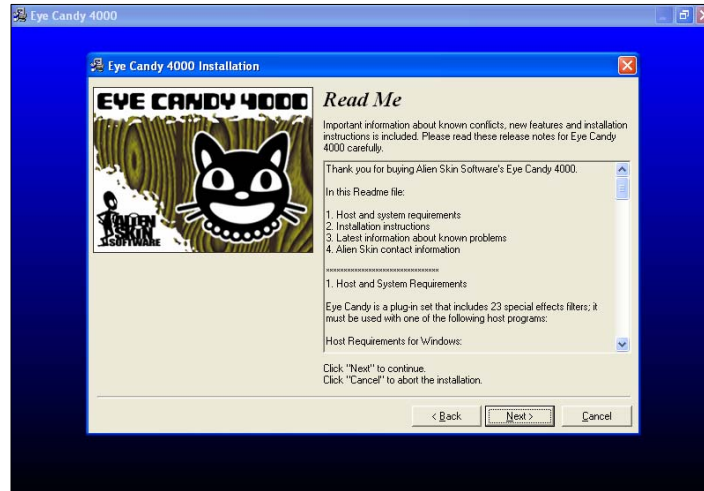 Eye Candy 4000
Eye Candy 4000 Installation
EYE CANDY 4000
ALIEN
SKIN
SOFTWARE
Read Me
Important information about known conflicts, new features and installation
instructions is included. Please read these release notes for Eye Candy
4000 carefully.
Thank you for buying Alien Skin Software's Eye Candy 4000.
In this Readme file:
1. Host and system requirements
2. Installation instructions
3. Latest information about known problems
4. Alien Skin contact information
********************************
1. Host and System Requirements
Eye Candy is a plug-in set that includes 23 special effects filters; it
must be used with one of the following host programs:
Host Requirements for Windows:
Click "Next" to continue.
Click "Cancel" to abort the installation.
< Back
Next >
Cancel